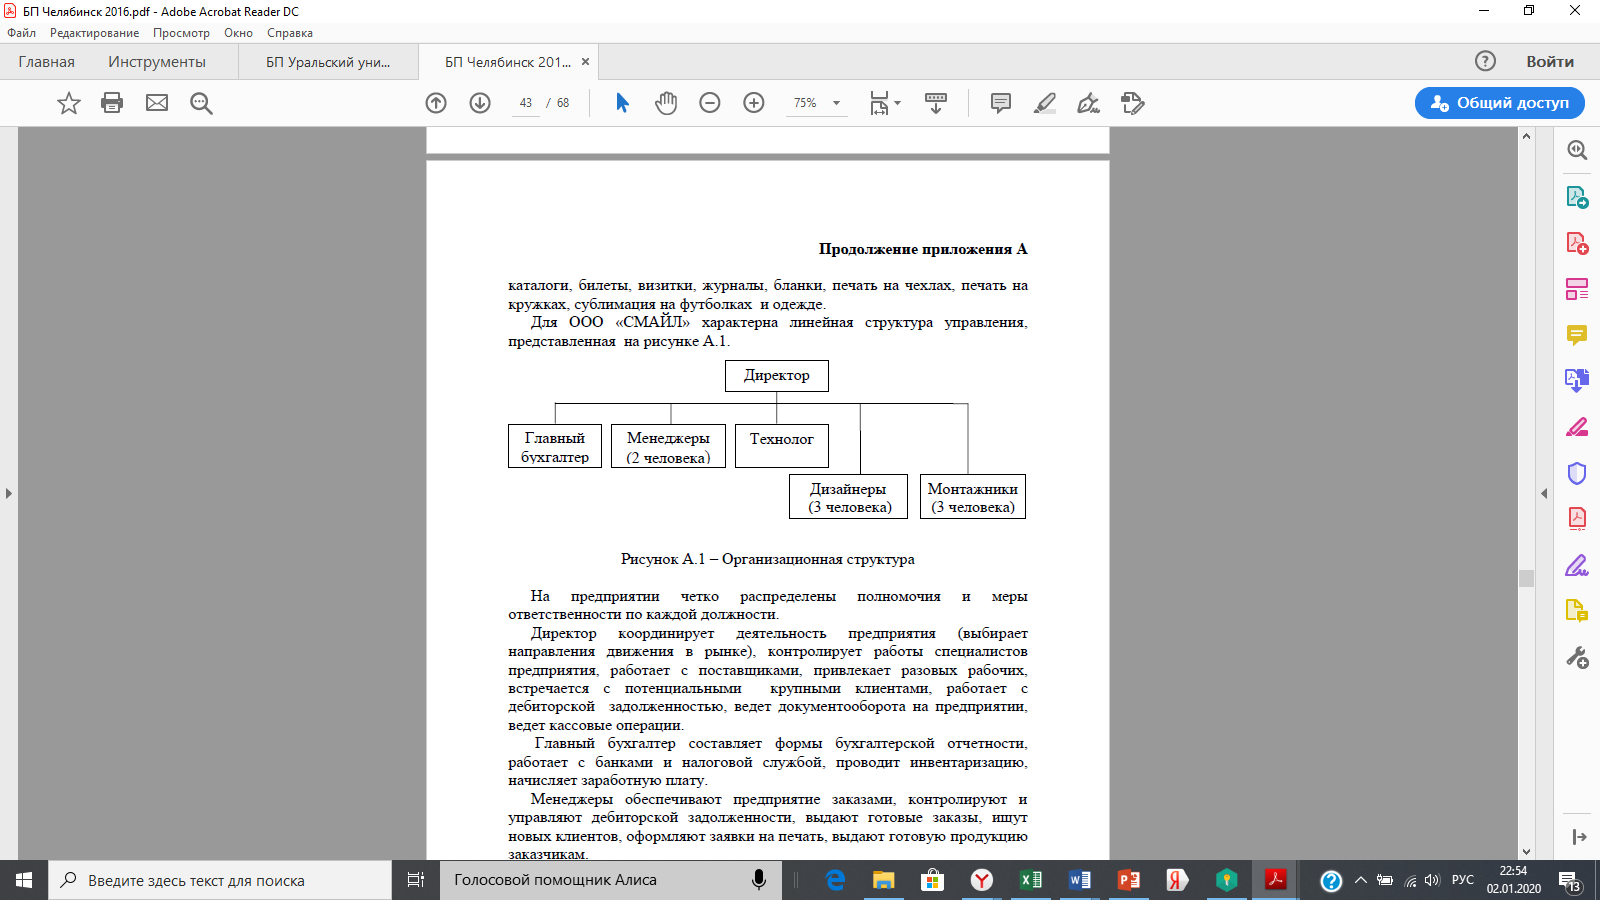 БП Челябинск 2016.pdf - Adobe Acrobat Reader DC
Файл Редактирование Просмотр Окно Справка
Главная Инструменты БП Уральский уни... БП Челябинск 201... × Войти
43 / 68 75% Общий доступ
Продолжение приложения А
каталоги, билеты, визитки, журналы, бланки, печать на чехлах, печать на
кружках, сублимация на футболках и одежде.
Для ООО «СМАЙЛ» характерна линейная структура управления,
представленная на рисунке А.1.
Директор
Главный
бухгалтер
Менеджеры
(2 человека)
Технолог
Дизайнеры
(3 человека)
Монтажники
(3 человека)
Рисунок А.1 – Организационная структура
На предприятии четко распределены полномочия и меры
ответственности по каждой должности.
Директор координирует деятельность предприятия (выбирает
направления движения в рынке), контролирует работы специалистов
предприятия, работает с поставщиками, привлекает разовых рабочих,
встречается с потенциальными крупными клиентами, работает с
дебиторской задолженностью, ведет документооборота на предприятии,
ведет кассовые операции.
Главный бухгалтер составляет формы бухгалтерской отчетности,
работает с банками и налоговой службой, проводит инвентаризацию,
начисляет заработную плату.
Менеджеры обеспечивают предприятие заказами, контролируют и
управляют дебиторской задолженности, выдают готовые заказы, ищут
новых клиентов, оформляют заявки на печать, выдают готовую продукцию
заказчикам.
Введите здесь текст для поиска
Голосовой помощник Алиса
РУС
22:54
02.01.2020
13